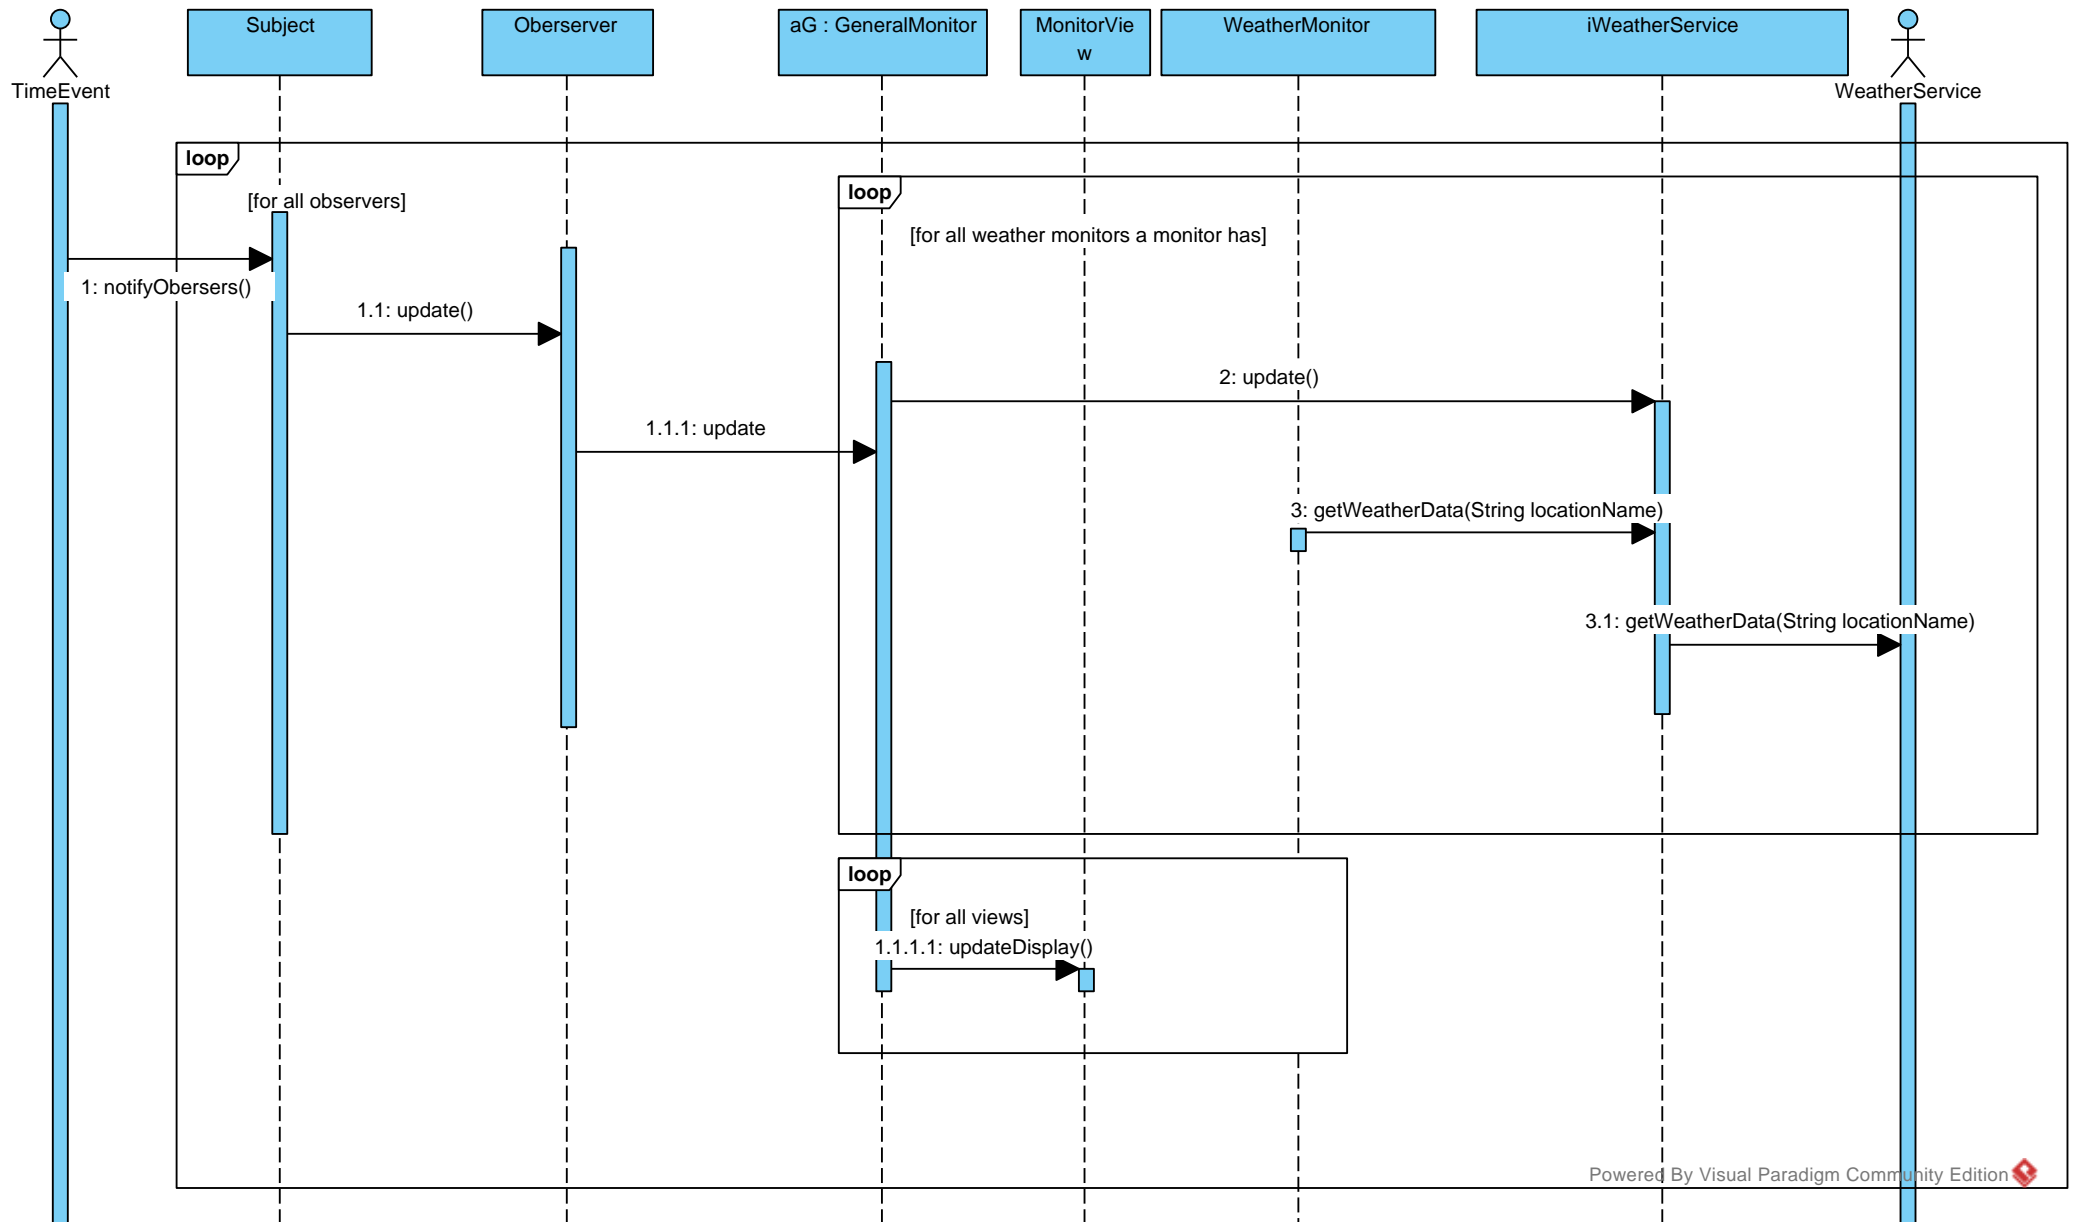 TimeEvent
Subject
Oberserver
aG : GeneralMonitor
MonitorVie
w
WeatherMonitor
iWeatherService
WeatherService
loop
[for all observers]
loop
[for all weather monitors a monitor has]
1: notifyObersers()
1.1: update()
2: update()
1.1.1: update
3: getWeatherData(String locationName)
3.1: getWeatherData(String locationName)
loop
[for all views]
1.1.1.1: updateDisplay()
Powered By Visual Paradigm Community Edition